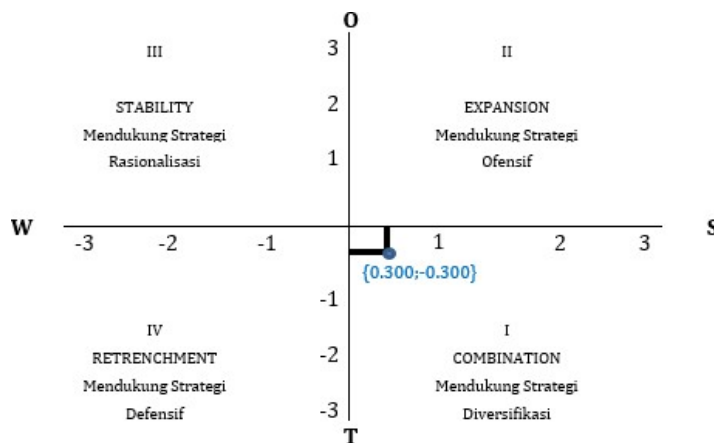 O
III
II
3
STABILITY
2
EXPANSION
Mendukung Strategi
Mendukung Strategi
Rasionalisasi
1
Ofensif
W
S
-3
-2
-1
1
2
3
{0.300;-0.300}
-1
IV
I
RETRENCHMENT
-2
COMBINATION
Mendukung Strategi
Mendukung Strategi
Defensif
-3
Diversifikasi
T